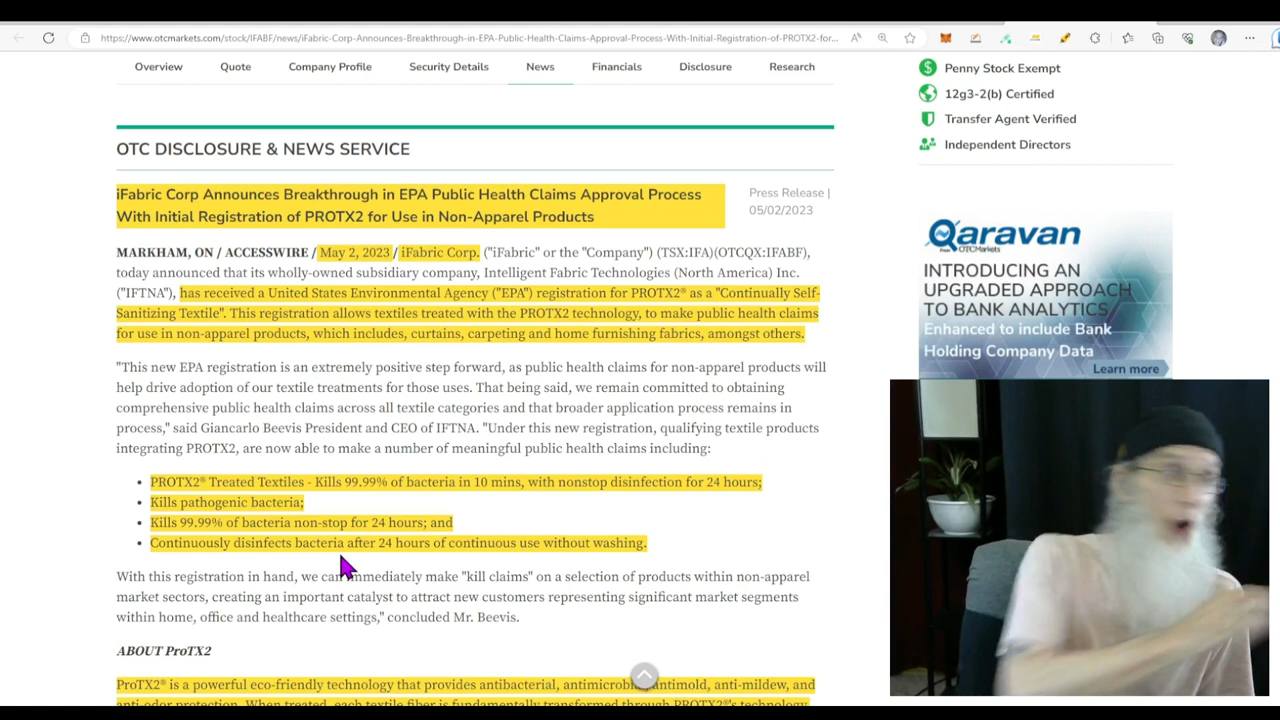 https://www.otcmarkets.com/stock/IFABF/news/iFabric-Corp-Announces-Breakthrough-in-EPA-Public-Health-Claims-Approval-Process-With-Initial-Registration-of-PROTX2-for-...
Overview Quote Company Profile Security Details News Financials Disclosure Research
OTC DISCLOSURE & NEWS SERVICE
iFabric Corp Announces Breakthrough in EPA Public Health Claims Approval Process
With Initial Registration of PROTX2 for Use in Non-Apparel Products
Press Release |
05/02/2023
MARKHAM, ON / ACCESSWIRE / May 2, 2023 / iFabric Corp. ("iFabric" or the "Company") (TSX:IFA)(OTCQX:IFABF),
today announced that its wholly-owned subsidiary company, Intelligent Fabric Technologies (North America) Inc.
("IFTNA"), has received a United States Environmental Agency ("EPA") registration for PROTX2® as a "Continually Self-
Sanitizing Textile". This registration allows textiles treated with the PROTX2 technology, to make public health claims
for use in non-apparel products, which includes, curtains, carpeting and home furnishing fabrics, amongst others.
"This new EPA registration is an extremely positive step forward, as public health claims for non-apparel products will
help drive adoption of our textile treatments for those uses. That being said, we remain committed to obtaining
comprehensive public health claims across all textile categories and that broader application process remains in
process," said Giancarlo Beevis President and CEO of IFTNA. "Under this new registration, qualifying textile products
integrating PROTX2, are now able to make a number of meaningful public health claims including:
• PROTX2® Treated Textiles - Kills 99.99% of bacteria in 10 mins, with nonstop disinfection for 24 hours;
• Kills pathogenic bacteria;
• Kills 99.99% of bacteria non-stop for 24 hours; and
• Continuously disinfects bacteria after 24 hours of continuous use without washing.
With this registration in hand, we can immediately make "kill claims" on a selection of products within non-apparel
market sectors, creating an important catalyst to attract new customers representing significant market segments
within home, office and healthcare settings," concluded Mr. Beevis.
ABOUT ProTX2
ProTX2® is a powerful eco-friendly technology that provides antibacterial, antimicrobial, antimold, anti-mildew, and
anti-odor protection. When treated, each textile fiber is fundamentally transformed through PROTX2®'s technology
Penny Stock Exempt
12g3-2(b) Certified
Transfer Agent Verified
Independent Directors
Qaravan
From OTCMarkets
INTRODUCING AN
UPGRADED APPROACH
TO BANK ANALYTICS
Enhanced to include Bank
Holding Company Data
Learn more